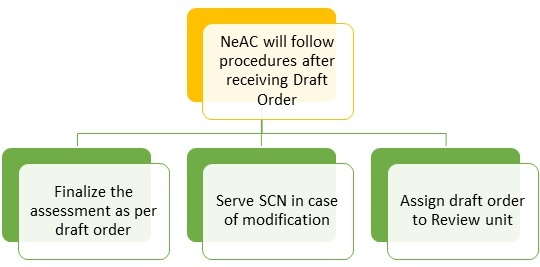 NeAC will follow
procedures after
receiving Draft
Order
Finalize the
assessment as per
draft order
Serve SCN in case
of modification
Assign draft order
to Review unit